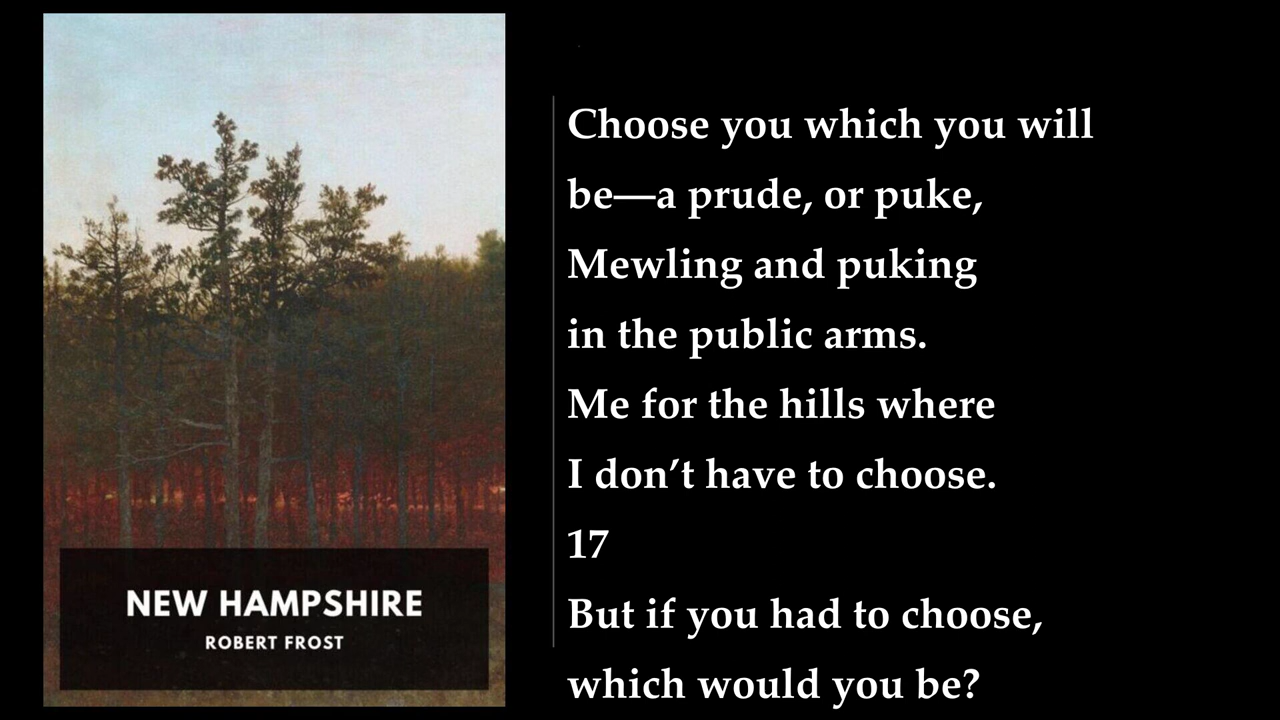 NEW HAMPSHIRE
ROBERT FROST
Choose you which you will
be—a prude, or puke,
Mewling and puking
in the public arms.
Me for the hills where
I don’t have to choose.
17
But if you had to choose,
which would you be?